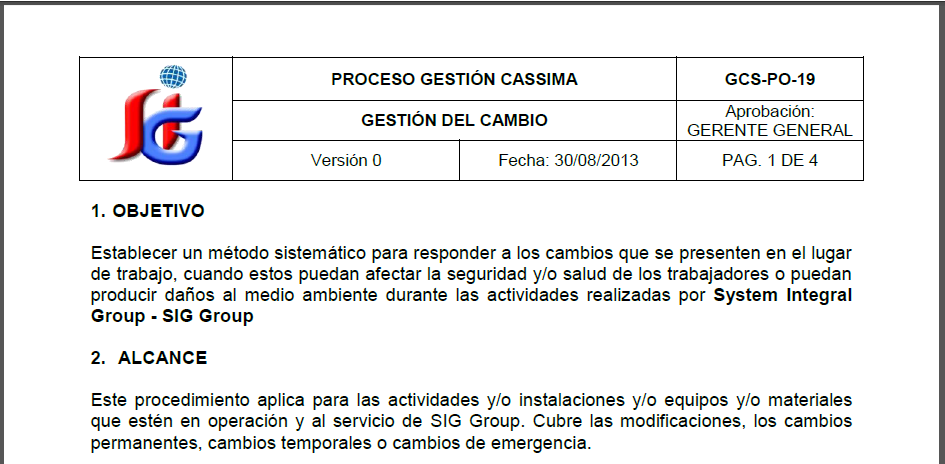 SIG
PROCESO GESTIÓN CASSIMA
GCS-PO-19
GESTIÓN DEL CAMBIO
Aprobación:
GERENTE GENERAL
Versión 0
Fecha: 30/08/2013
PAG. 1 DE 4
1. OBJETIVO
Establecer un método sistemático para responder a los cambios que se presenten en el lugar
de trabajo, cuando estos puedan afectar la seguridad y/o salud de los trabajadores o puedan
producir daños al medio ambiente durante las actividades realizadas por System Integral
Group - SIG Group
2. ALCANCE
Este procedimiento aplica para las actividades y/o instalaciones y/o equipos y/o materiales
que estén en operación y al servicio de SIG Group. Cubre las modificaciones, los cambios
permanentes, cambios temporales o cambios de emergencia.